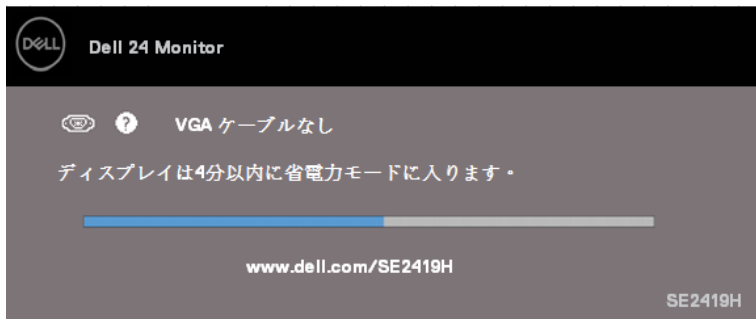 DELL
Dell 24 Monitor
VGA ケーブルなし
ディスプレイは4分以内に省電力モードに入ります。
www.dell.com/SE2419H
SE2419H